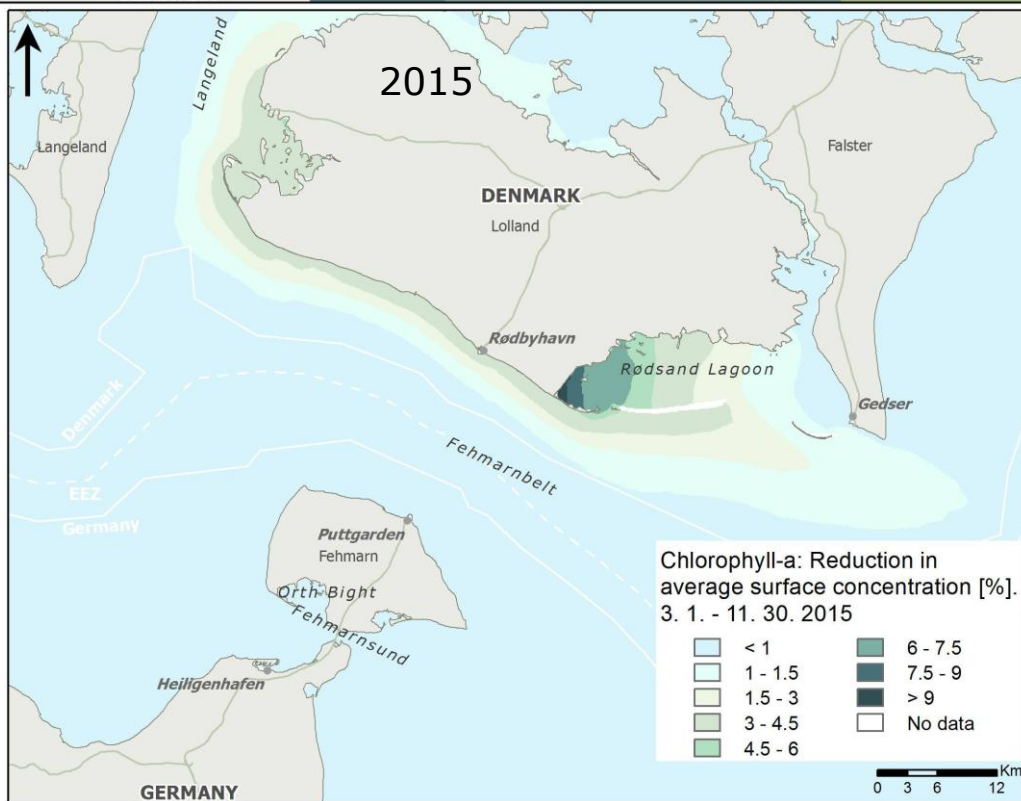 2015
Langeland
Langeland
Falster
DENMARK
Lolland
Rødbyhavn
Rødsand Lagoon
Gedser
Denmark
Fehmarnbelt
EEZ
Germany
Puttgarden
Fehmarn
Orth Bight
Fehmarnsund
Heiligenhafen
GERMANY
Chlorophyll-a: Reduction in
average surface concentration [%].
3. 1. - 11. 30. 2015
< 1
1 - 1.5
1.5 - 3
3 - 4.5
4.5 - 6
6 - 7.5
7.5 - 9
> 9
No data
Km
0 3 6 12